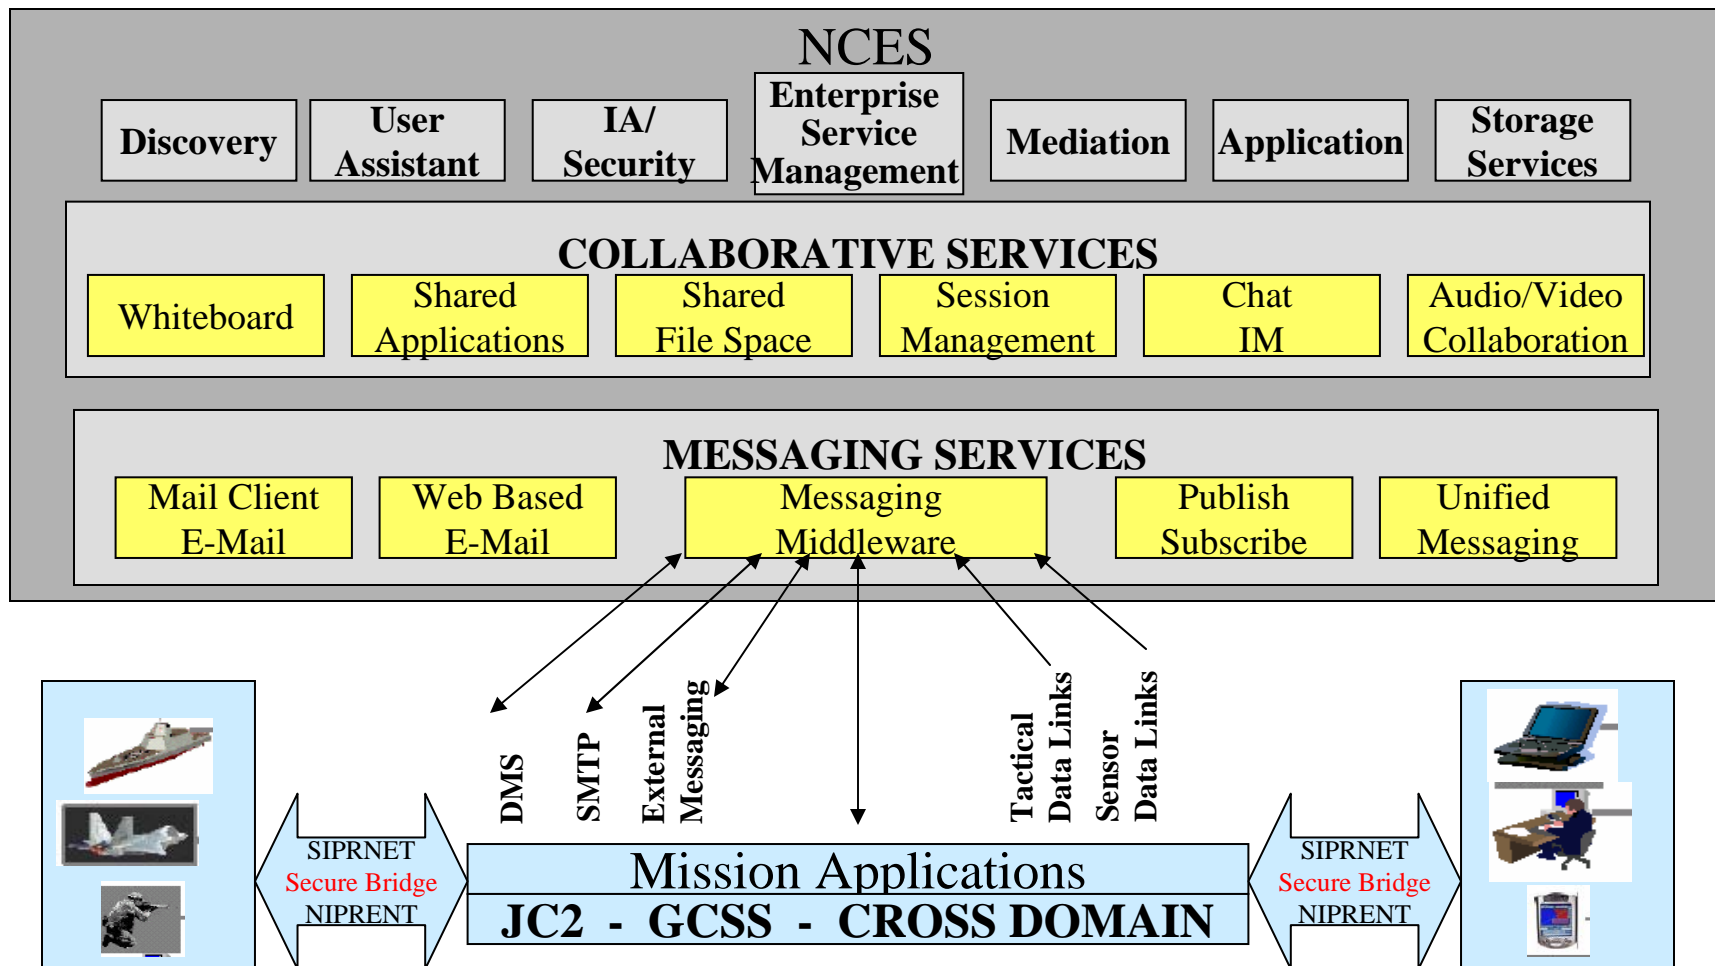 NCES
Discovery
User
Assistant
IA/
Security
Enterprise
Service
Management
Mediation
Application
Storage
Services
COLLABORATIVE SERVICES
Whiteboard
Shared
Applications
Shared
File Space
Session
Management
Chat
IM
Audio/Video
Collaboration
MESSAGING SERVICES
Mail Client
E-Mail
Web Based
E-Mail
Messaging
Middleware
Publish
Subscribe
Unified
Messaging
DMS
SMTP
External
Messaging
Tactical
Data Links
Sensor
Data Links
SIPRNET
Secure Bridge
NIPRENT
Mission Applications
JC2 - GCSS - CROSS DOMAIN
SIPRNET
Secure Bridge
NIPRENT